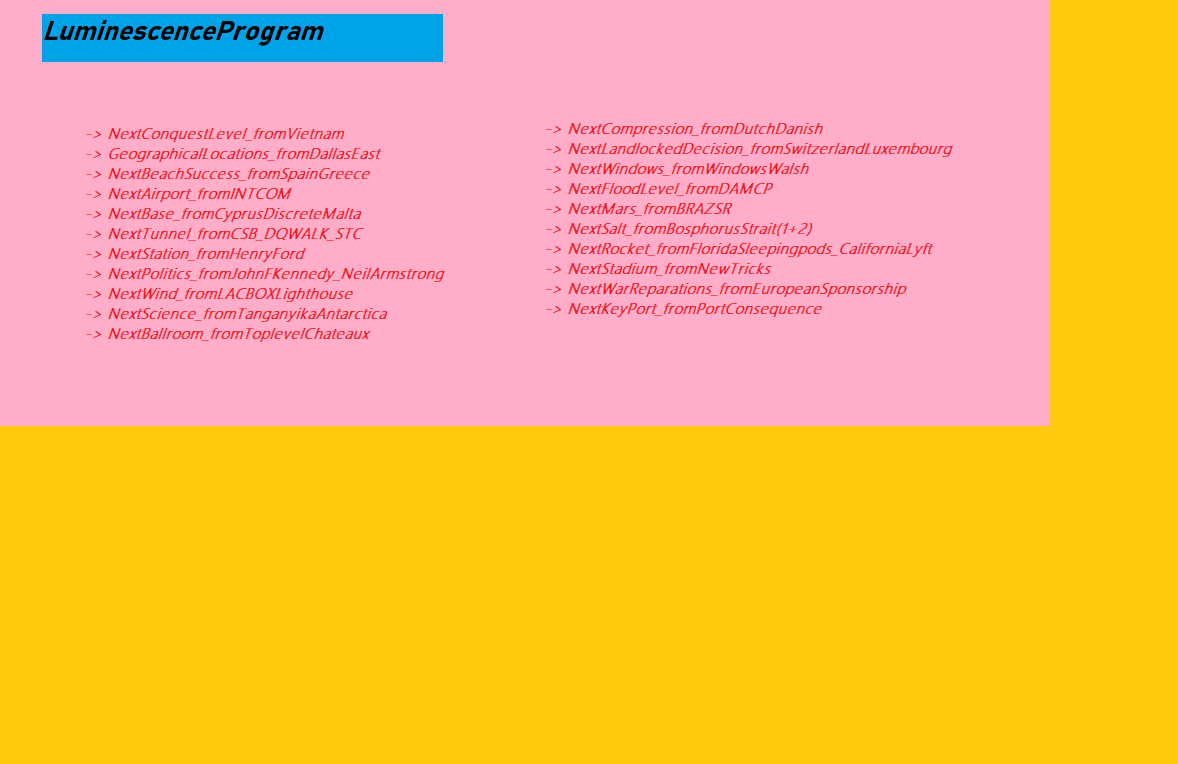 LuminescenceProgram
-> NextConquestLevel_fromVietnam
-> GeographicalLocations_fromDallasEast
-> NextBeachSuccess_fromSpainGreece
-> NextAirport_fromINTCOM
-> NextBase_fromCyprusDiscreteMalta
-> NextTunnel_fromCSB_DQWALK_STC
-> NextStation_fromHenryFord
-> NextPolitics_fromJohnFKennedy_NeilArmstrong
-> NextWind_fromLACBOXLighthouse
-> NextScience_fromTanganyikaAntarctica
-> NextBallroom_fromToplevelChateaux
-> NextCompression_fromDutchDanish
-> NextLandlockedDecision_fromSwitzerlandLuxembourg
-> NextWindows_fromWindowsWalsh
-> NextFloodLevel_fromDAMCP
-> NextMars_fromBRAZSR
-> NextSalt_fromBosphorusStrait(1+2)
-> NextRocket_fromFloridaSleepingpods_CaliforniaLyft
-> NextStadium_fromNewTricks
-> NextWarReparations_fromEuropeanSponsorship
-> NextKeyPort_fromPortConsequence